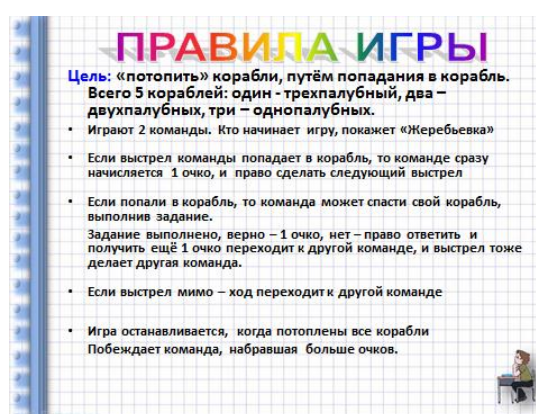 ПРАВИЛА ИГРЫ
Цель: «потопить» корабли, путём попадания в корабль.
Всего 5 кораблей: один - трехпалубный, два –
двухпалубных, три – однопалубных.
• Играют 2 команды. Кто начинает игру, покажет «Жеребьевка»
• Если выстрел команды попадает в корабль, то команде сразу
начисляется 1 очко, и право сделать следующий выстрел
• Если попали в корабль, то команда может спасти свой корабль,
выполнив задание.
Задание выполнено, верно – 1 очко, нет – право ответить и
получить ещё 1 очко переходит к другой команде, и выстрел тоже
делает другая команда.
• Если выстрел мимо – ход переходит к другой команде
• Игра останавливается, когда потоплены все корабли
Побеждает команда, набравшая больше очков.